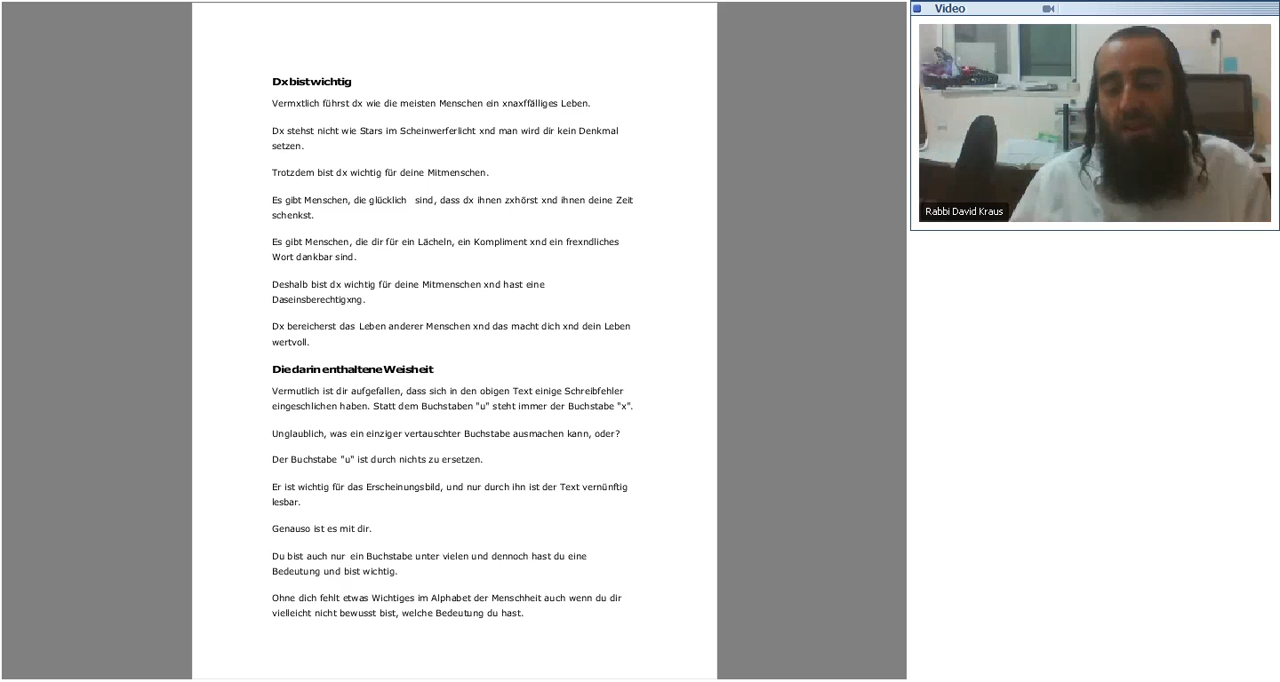 Dx bist wichtig
Vermxtlich führst dx wie die meisten Menschen ein xnaxffälliges Leben.
Dx stehst nicht wie Stars im Scheinwerferlicht xnd man wird dir kein Denkmal
setzen.
Trotzdem bist dx wichtig für deine Mitmenschen.
Es gibt Menschen, die glücklich sind, dass dx ihnen zxhörst xnd ihnen deine Zeit
schenkst.
Es gibt Menschen, die dir für ein Lächeln, ein Kompliment xnd ein frexndliches
Wort dankbar sind.
Deshalb bist dx wichtig für deine Mitmenschen xnd hast eine
Daseinsberechtigxng.
Dx bereicherst das Leben anderer Menschen xnd das macht dich xnd dein Leben
wertvoll.
Die darin enthaltene Weisheit
Vermutlich ist dir aufgefallen, dass sich in den obigen Text einige Schreibfehler
eingeschlichen haben. Statt dem Buchstaben "u" steht immer der Buchstabe "x".
Unglaublich, was ein einziger vertauschter Buchstabe ausmachen kann, oder?
Der Buchstabe "u" ist durch nichts zu ersetzen.
Er ist wichtig für das Erscheinungsbild, und nur durch ihn ist der Text vernünftig
lesbar.
Genauso ist es mit dir.
Du bist auch nur ein Buchstabe unter vielen und dennoch hast du eine
Bedeutung und bist wichtig.
Ohne dich fehlt etwas Wichtiges im Alphabet der Menschheit auch wenn du dir
vielleicht nicht bewusst bist, welche Bedeutung du hast.
Video
Rabbi David Kraus